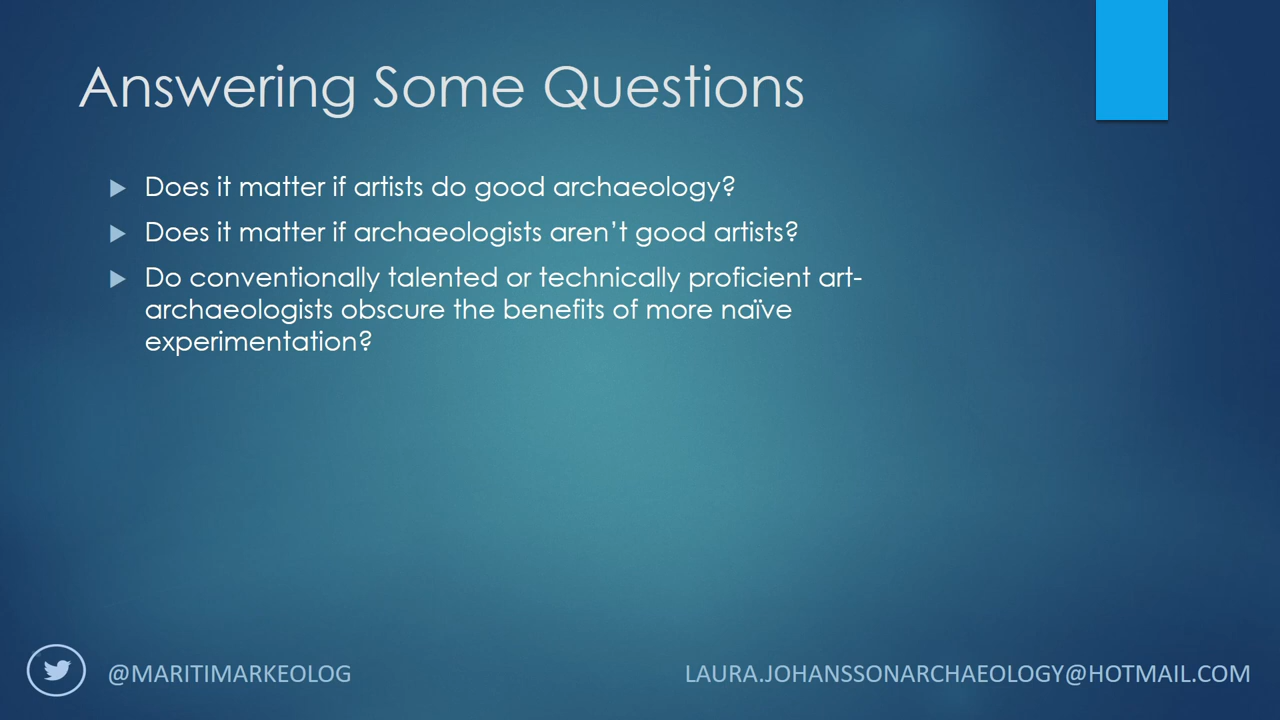 Answering Some Questions
Does it matter if artists do good archaeology?
Does it matter if archaeologists aren’t good artists?
Do conventionally talented or technically proficient art-
archaeologists obscure the benefits of more naïve
experimentation?
@MARITIMARKEOLOG
LAURA.JOHANSSONARCHAEOLOGY@HOTMAIL.COM